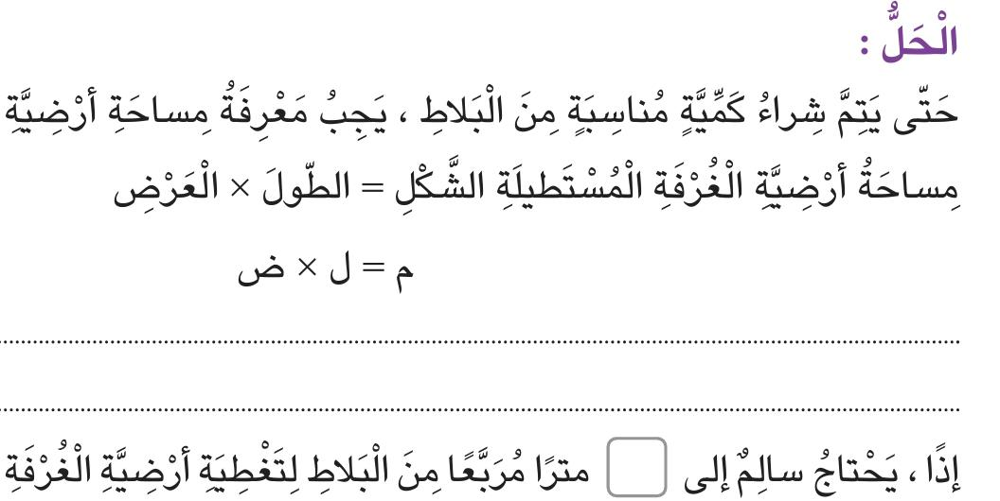 الْحَلُّ :
حَتّى يَتِمَّ شِراءُ كَمِّيَّةٍ مُناسِبَةٍ مِنَ الْبَلاطِ ، يَجِبُ مَعْرِفَةُ مِساحَةِ أَرْضِيَّةِ
مِساحَةُ أَرْضِيَّةِ الْغُرْفَةِ الْمُسْتَطيلَةِ الشَّكْلِ = الطّولَ × الْعَرْضِ
م = ل × ض
إِذًا ، يَحْتاجُ سالِمٌ إلى مترًا مُرَبَّعًا مِنَ الْبَلاطِ لِتَغْطِيَةِ أَرْضِيَّةِ الْغُرْفَةِ